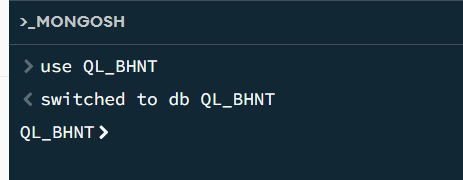 >_MONGOSH
> use QL_BHNT
< switched to db QL_BHNT
QL_BHNT>